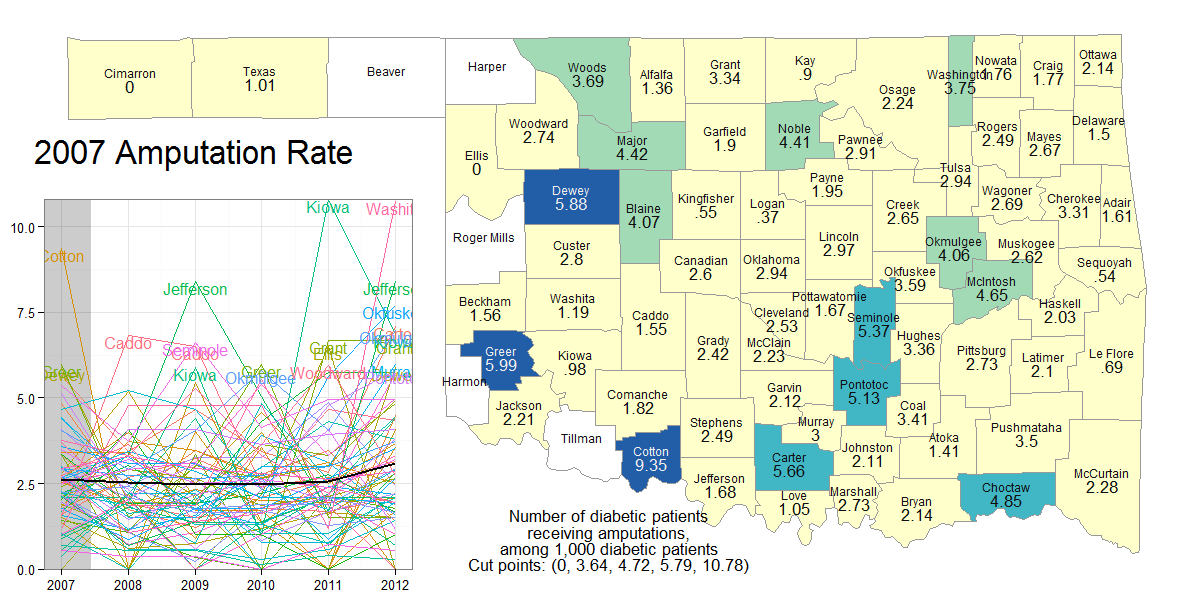 2007 Amputation Rate
Cimarron
0
Texas
1.01
Beaver
Harper
Woods
3.69
Alfalfa
1.36
Grant
3.34
Kay
.9
Osage
2.24
Washington
3.75
Nowata
1.76
Craig
1.77
Ottawa
2.14
Ellis
0
Woodward
2.74
Major
4.42
Garfield
1.9
Noble
4.41
Pawnee
2.91
Tulsa
2.94
Rogers
2.49
Mayes
2.67
Delaware
1.5
Dewey
5.88
Blaine
4.07
Kingfisher
.55
Logan
.37
Payne
1.95
Creek
2.65
Wagoner
2.69
Cherokee
3.31
Adair
1.61
Roger Mills
Custer
2.8
Canadian
2.6
Oklahoma
2.94
Lincoln
2.97
Okmulgee
4.06
Muskogee
2.62
Sequoyah
.54
Okfuskee
3.59
McIntosh
4.65
Beckham
1.56
Washita
1.19
Caddo
1.55
Cleveland
2.53
Pottawatomie
1.67
Seminole
5.37
Hughes
3.36
Haskell
2.03
Greer
5.99
Kiowa
.98
Grady
2.42
McClain
2.23
Pittsburg
2.73
Latimer
2.1
Le Flore
.69
Harmon
Jackson
2.21
Comanche
1.82
Garvin
2.12
Pontotoc
5.13
Coal
3.41
Tillman
Cotton
9.35
Stephens
2.49
Murray
3
Carter
5.66
Johnston
2.11
Atoka
1.41
Pushmataha
3.5
Jefferson
1.68
Love
1.05
Marshall
2.73
Bryan
2.14
Choctaw
4.85
McCurtain
2.28
Number of diabetic patients
receiving amputations,
among 1,000 diabetic patients
Cut points: (0, 3.64, 4.72, 5.79, 10.78)
10.0
7.5
5.0
2.5
0.0
2007
2008
2009
2010
2011
2012
Cotton
Greer
Caddo
Jefferson
Seminole
Caddo
Kiowa
Greer
Okmulgee
Kiowa
Grant
Ellis
Woodward
Washit
Jeffers